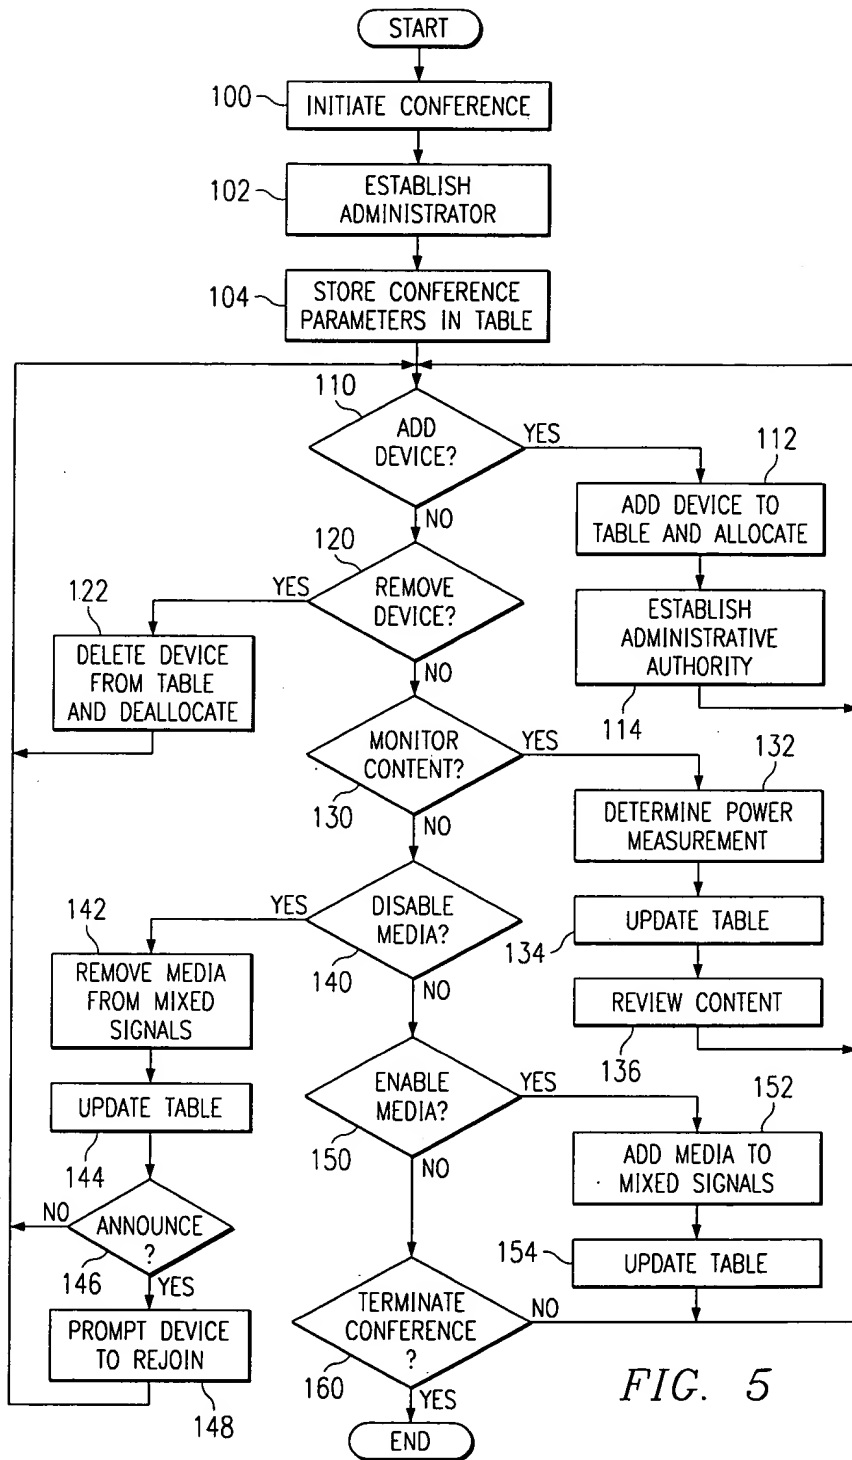 START
100
INITIATE CONFERENCE
102
ESTABLISH
ADMINISTRATOR
104
STORE CONFERENCE
PARAMETERS IN TABLE
110
ADD
DEVICE?
YES
NO
112
ADD DEVICE TO
TABLE AND ALLOCATE
ESTABLISH
ADMINISTRATIVE
AUTHORITY
114
120
REMOVE
DEVICE?
YES
NO
122
DELETE DEVICE
FROM TABLE
AND DEALLOCATE
MONITOR
CONTENT?
130
YES
NO
132
DETERMINE POWER
MEASUREMENT
134
UPDATE TABLE
REVIEW CONTENT
136
DISABLE
MEDIA?
140
YES
NO
142
REMOVE MEDIA
FROM MIXED
SIGNALS
UPDATE TABLE
144
ANNOUNCE
?
146
NO
YES
PROMPT DEVICE
TO REJOIN
148
ENABLE
MEDIA?
150
YES
NO
152
ADD MEDIA TO
MIXED SIGNALS
154
UPDATE TABLE
TERMINATE
CONFERENCE
?
160
NO
YES
END
FIG. 5